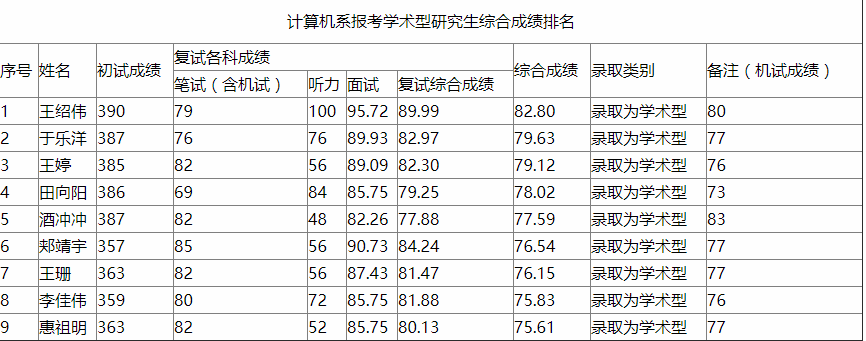 计算机系报考学术型研究生综合成绩排名
序号 姓名 初试成绩 复试各科成绩 综合成绩 录取类别 备注（机试成绩）
笔试（含机试） 听力 面试 复试综合成绩
1 王绍伟 390 79 100 95.72 89.99 82.80 录取为学术型 80
2 于乐洋 387 76 76 89.93 82.97 79.63 录取为学术型 77
3 王婷 385 82 56 89.09 82.30 79.12 录取为学术型 76
4 田向阳 386 69 84 85.75 79.25 78.02 录取为学术型 73
5 酒冲冲 387 82 48 82.26 77.88 77.59 录取为学术型 83
6 郏靖宇 357 85 56 90.73 84.24 76.54 录取为学术型 77
7 王珊 363 82 56 87.43 81.47 76.15 录取为学术型 77
8 李佳伟 359 80 72 85.75 81.88 75.83 录取为学术型 76
9 惠祖明 363 82 52 85.75 80.13 75.61 录取为学术型 77